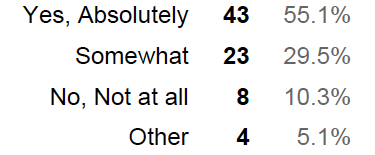 Yes, Absolutely 43 55.1%
Somewhat 23 29.5%
No, Not at all 8 10.3%
Other 4 5.1%